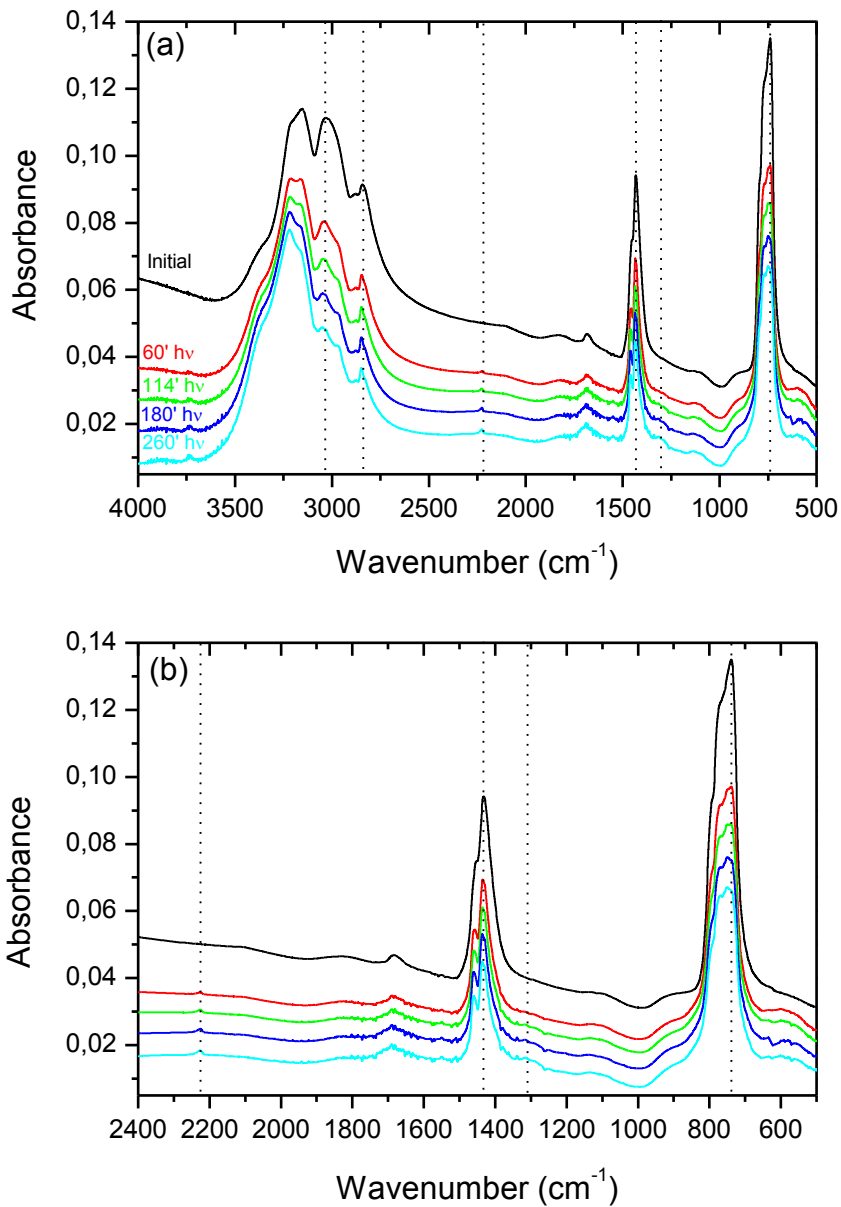 (a)
0,14
0,12
0,10
0,08
0,06
0,04
0,02
Absorbance
Initial
60' hν
114' hν
180' hν
260' hν
4000 3500 3000 2500 2000 1500 1000 500
Wavenumber (cm⁻¹)
(b)
0,14
0,12
0,10
0,08
0,06
0,04
0,02
Absorbance
2400 2200 2000 1800 1600 1400 1200 1000 800 600
Wavenumber (cm⁻¹)